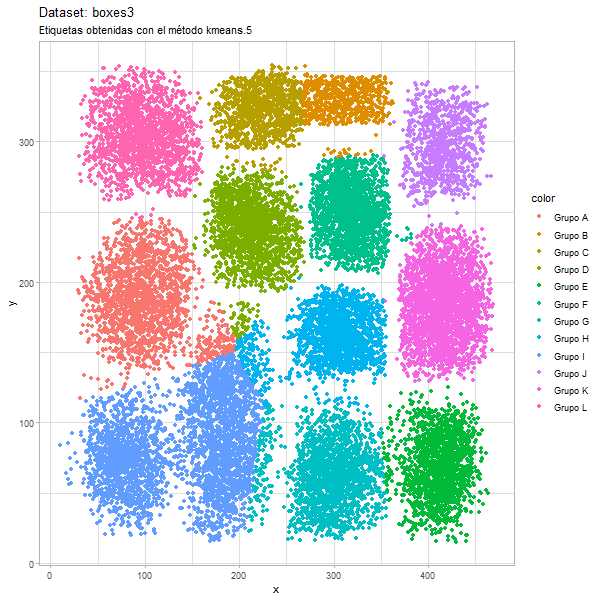 Dataset: boxes3
Etiquetas obtenidas con el método kmeans.5
300
200
100
0
y
0 100 200 300 400
x
color
Grupo A
Grupo B
Grupo C
Grupo D
Grupo E
Grupo F
Grupo G
Grupo H
Grupo I
Grupo J
Grupo K
Grupo L